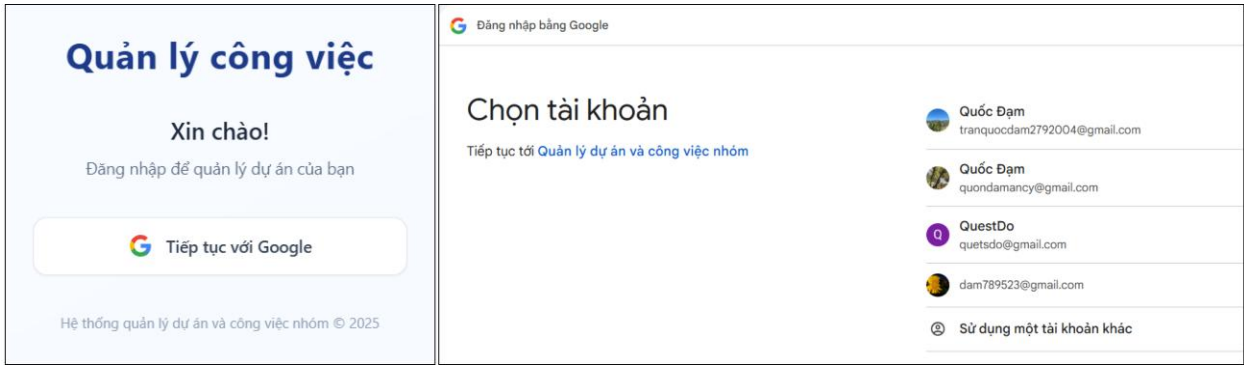 Quản lý công việc
Xin chào!
Đăng nhập để quản lý dự án của bạn
Tiếp tục với Google
Hệ thống quản lý dự án và công việc nhóm © 2025
Đăng nhập bằng Google
Chọn tài khoản
Tiếp tục tới Quản lý dự án và công việc nhóm
Quốc Đạm
tranquocdam2792004@gmail.com
Quốc Đạm
quondamancy@gmail.com
Q
QuestDo
quetsdo@gmail.com
dam789523@gmail.com
Sử dụng một tài khoản khác